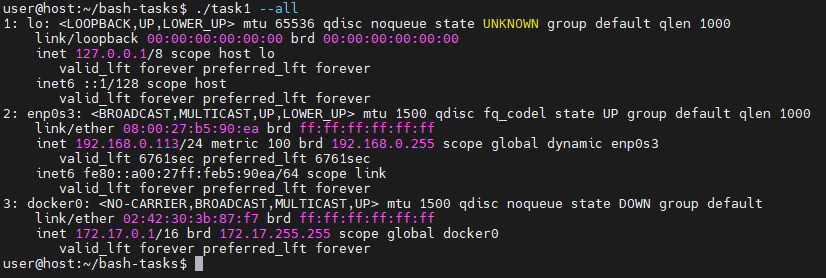 user@host:~/bash-tasks$ ./task1 --all
1: lo: <LOOPBACK,UP,LOWER_UP> mtu 65536 qdisc noqueue state UNKNOWN group default qlen 1000
    link/loopback 00:00:00:00:00:00 brd 00:00:00:00:00:00
    inet 127.0.0.1/8 scope host lo
       valid_lft forever preferred_lft forever
    inet6 ::1/128 scope host
       valid_lft forever preferred_lft forever
2: enp0s3: <BROADCAST,MULTICAST,UP,LOWER_UP> mtu 1500 qdisc fq_codel state UP group default qlen 1000
    link/ether 08:00:27:b5:90:ea brd ff:ff:ff:ff:ff:ff
    inet 192.168.0.113/24 metric 100 brd 192.168.0.255 scope global dynamic enp0s3
       valid_lft 6761sec preferred_lft 6761sec
    inet6 fe80::a00:27ff:feb5:90ea/64 scope link
       valid_lft forever preferred_lft forever
3: docker0: <NO-CARRIER,BROADCAST,MULTICAST,UP> mtu 1500 qdisc noqueue state DOWN group default
    link/ether 02:42:30:3b:87:f7 brd ff:ff:ff:ff:ff:ff
    inet 172.17.0.1/16 brd 172.17.255.255 scope global docker0
       valid_lft forever preferred_lft forever
user@host:~/bash-tasks$